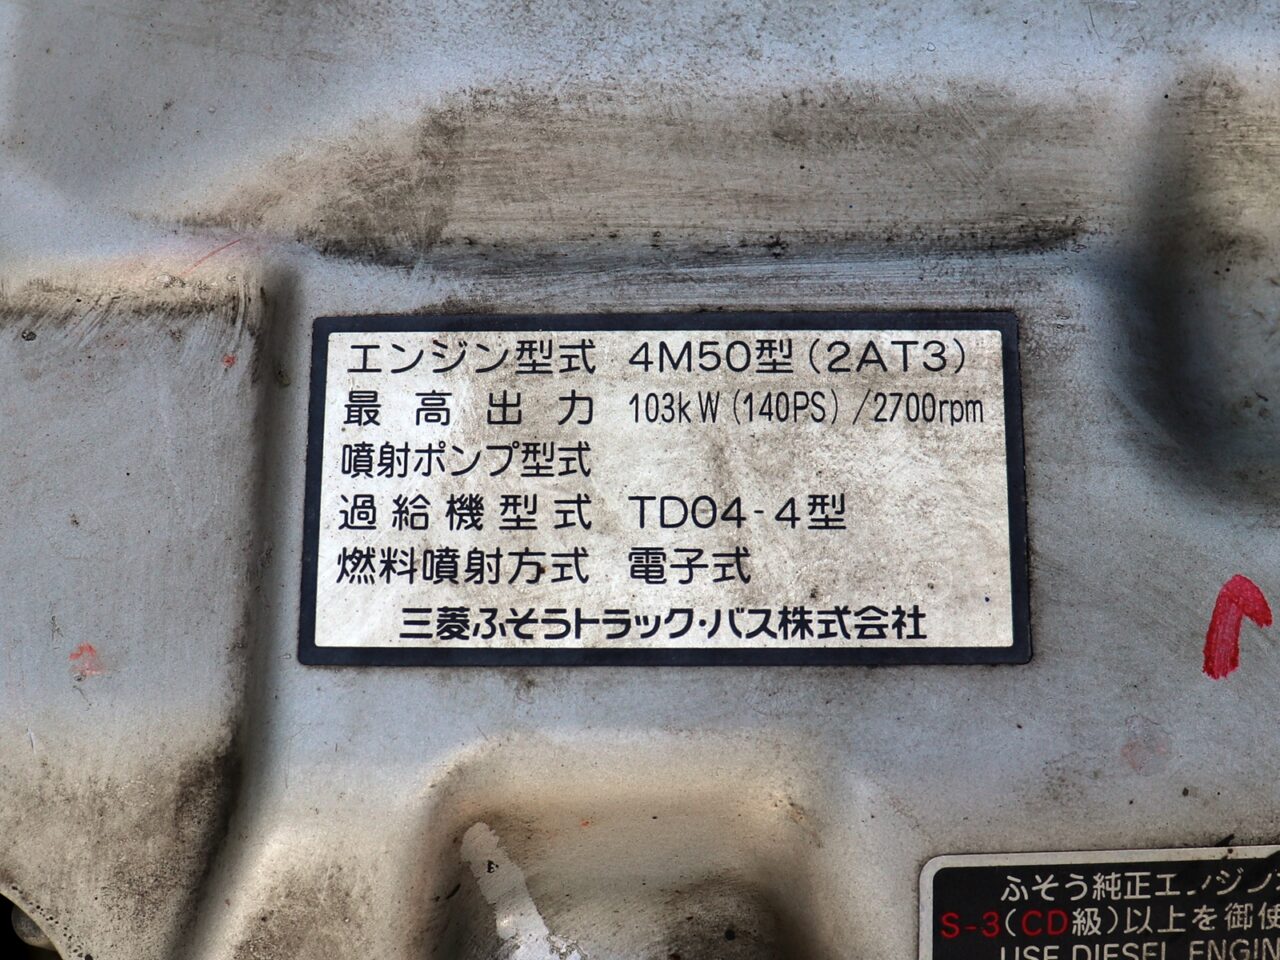 エンジン型式 4M50型(2AT3)
最高出力 103kW(140PS)/2700rpm
噴射ポンプ型式
過給機型式 TD04-4型
燃料噴射方式 電子式
三菱ふそうトラック・バス株式会社
ふそう純正エンジン
S-3(CD級)以上を御使
USE DIESEL ENGIN